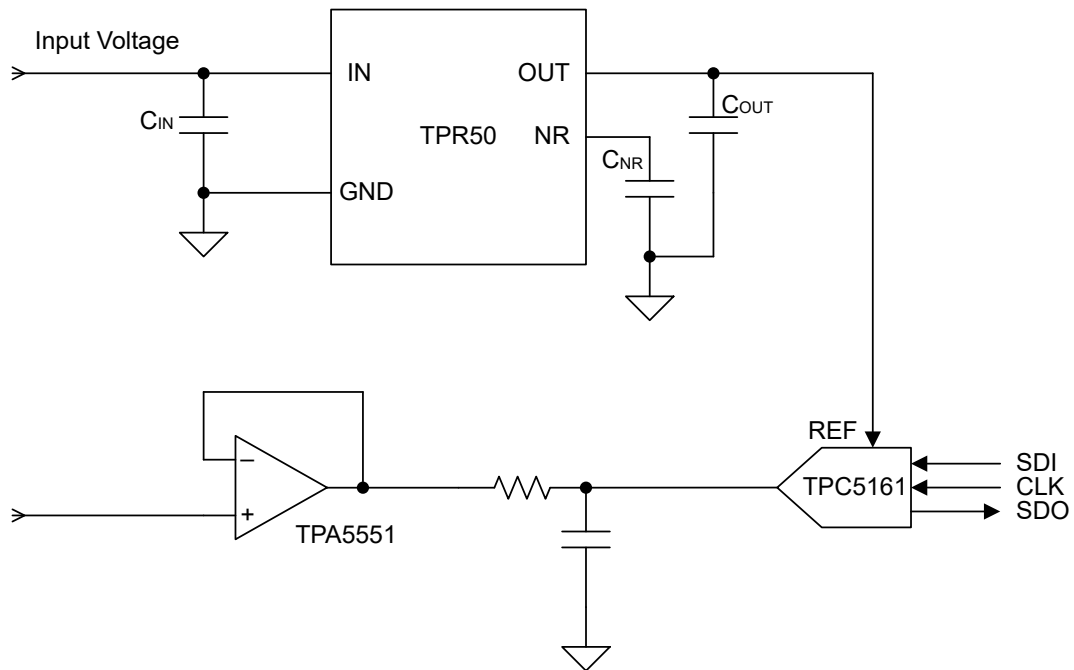 Input Voltage
IN
OUT
CIN
COUT
TPR50
NR
CNR
GND
REF
−
TPC5161
SDI
CLK
SDO
+
TPA5551